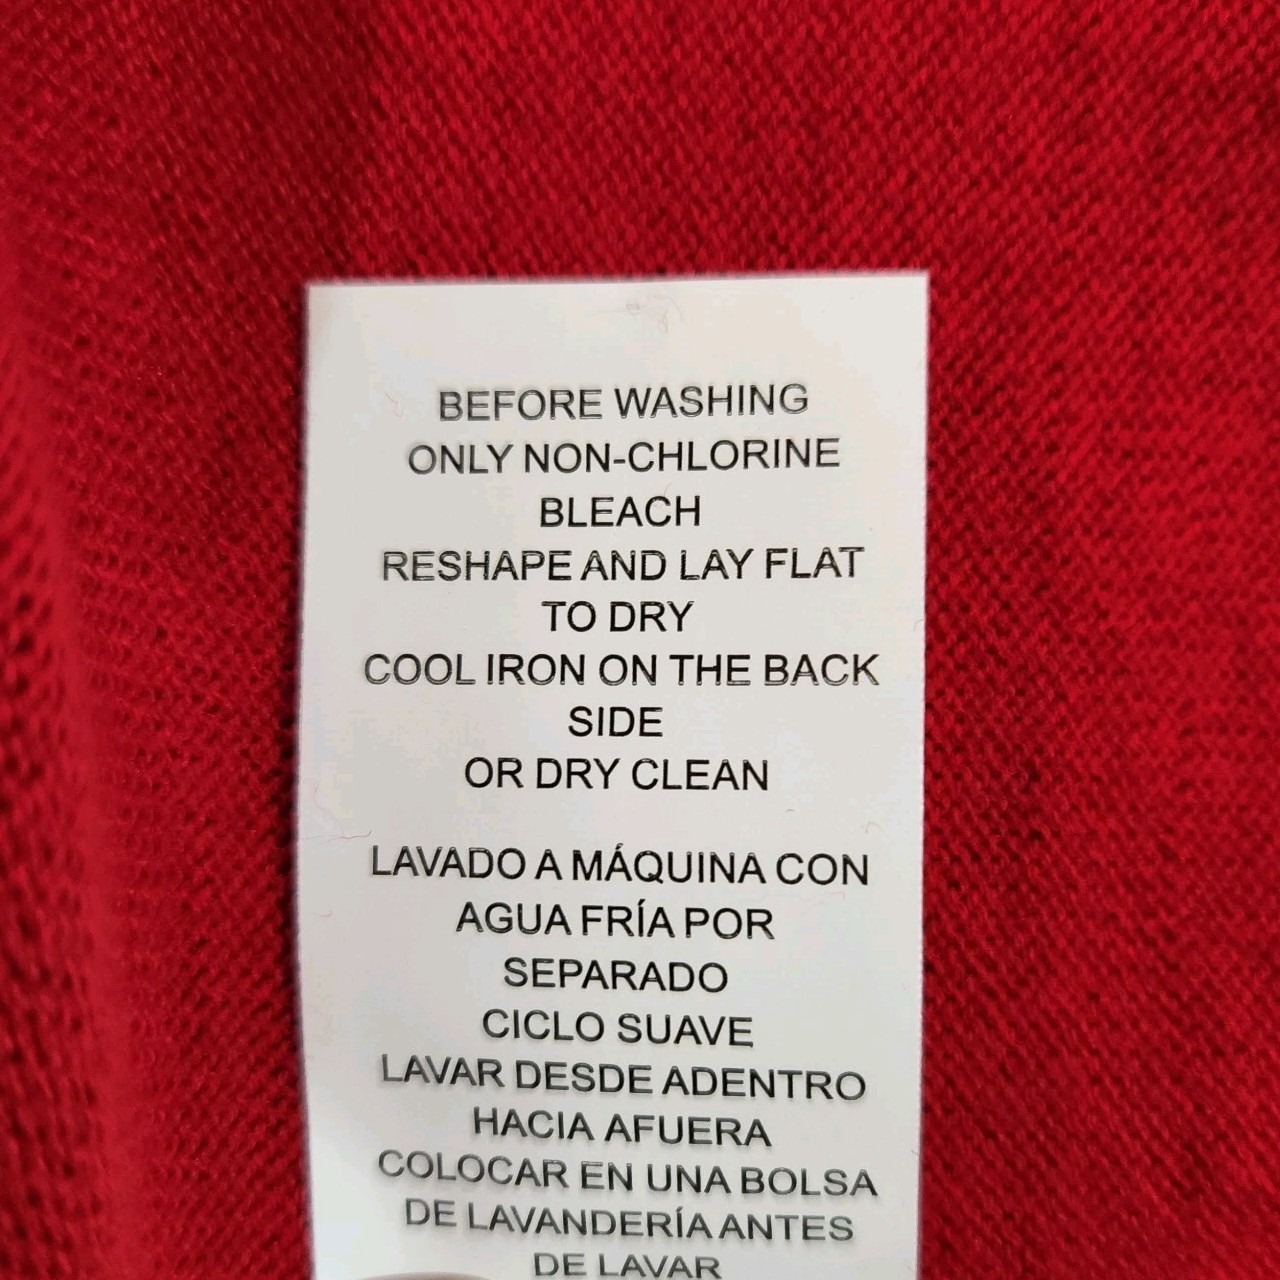 BEFORE WASHING
ONLY NON-CHLORINE
BLEACH
RESHAPE AND LAY FLAT
TO DRY
COOL IRON ON THE BACK
SIDE
OR DRY CLEAN
LAVADO A MÁQUINA CON
AGUA FRÍA POR
SEPARADO
CICLO SUAVE
LAVAR DESDE ADENTRO
HACIA AFUERA
COLOCAR EN UNA BOLSA
DE LAVANDERÍA ANTES
DE LAVAR